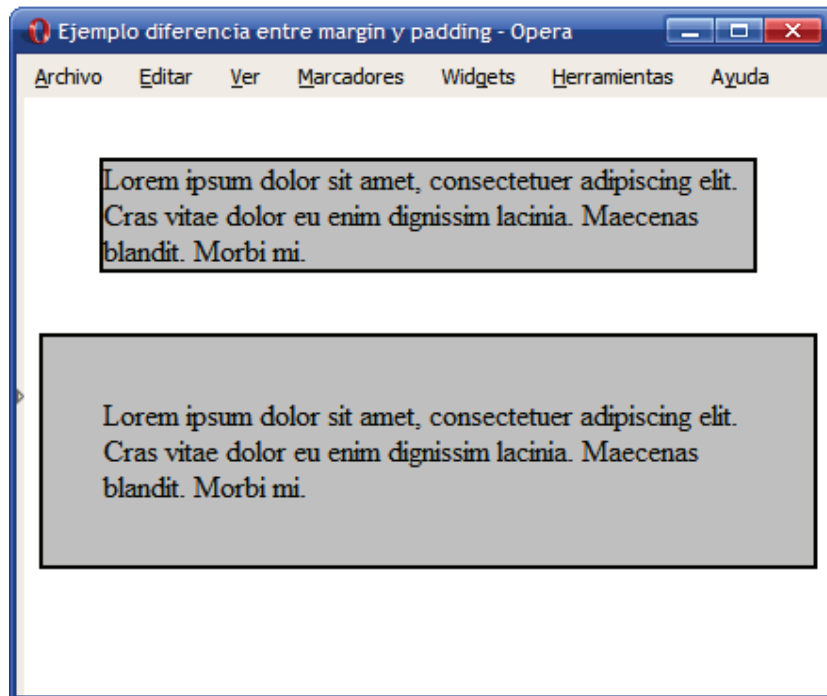 Ejemplo diferencia entre margin y padding - Opera
Archivo Editar Ver Marcadores Widgets Herramientas Ayuda
Lorem ipsum dolor sit amet, consectetuer adipiscing elit.
Cras vitae dolor eu enim dignissim lacinia. Maecenas
blandit. Morbi mi.
Lorem ipsum dolor sit amet, consectetuer adipiscing elit.
Cras vitae dolor eu enim dignissim lacinia. Maecenas
blandit. Morbi mi.